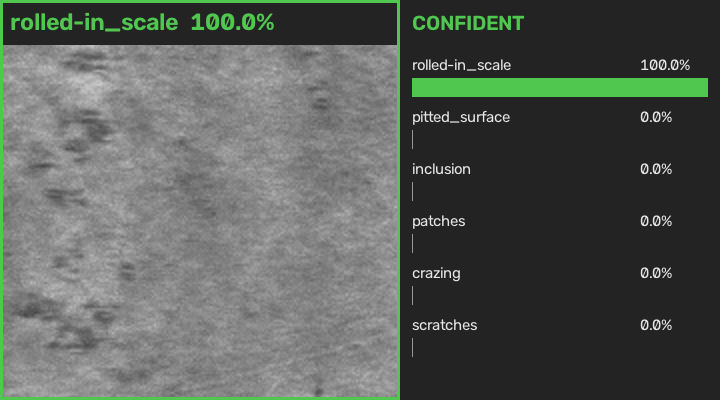 rolled-in_scale 100.0%
CONFIDENT
rolled-in_scale 100.0%
pitted_surface 0.0%
inclusion 0.0%
patches 0.0%
crazing 0.0%
scratches 0.0%